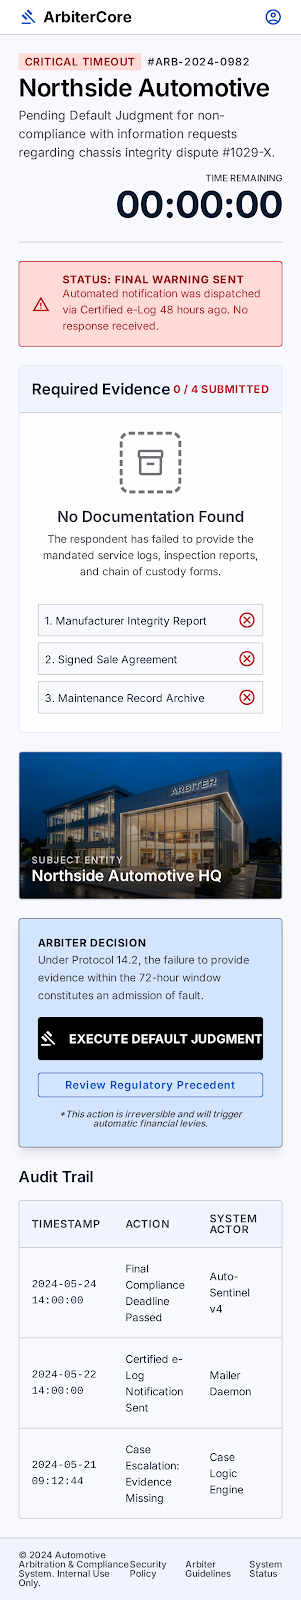 ArbiterCore
CRITICAL TIMEOUT #ARB-2024-0982
Northside Automotive
Pending Default Judgment for non-
compliance with information requests
regarding chassis integrity dispute #1029-X.
TIME REMAINING
00:00:00
STATUS: FINAL WARNING SENT
Automated notification was dispatched
via Certified e-Log 48 hours ago. No
response received.
Required Evidence 0 / 4 SUBMITTED
No Documentation Found
The respondent has failed to provide the
mandated service logs, inspection reports,
and chain of custody forms.
1. Manufacturer Integrity Report
2. Signed Sale Agreement
3. Maintenance Record Archive
ARBITER
SUBJECT ENTITY
Northside Automotive HQ
ARBITER DECISION
Under Protocol 14.2, the failure to provide
evidence within the 72-hour window
constitutes an admission of fault.
EXECUTE DEFAULT JUDGMENT
Review Regulatory Precedent
*This action is irreversible and will trigger
automatic financial levies.
Audit Trail
TIMESTAMP ACTION SYSTEM ACTOR
2024-05-24 14:00:00 Final Compliance Deadline Passed Auto-Sentinel v4
2024-05-22 14:00:00 Certified e-Log Notification Sent Mailer Daemon
2024-05-21 09:12:44 Case Escalation: Evidence Missing Case Logic Engine
© 2024 Automotive
Arbitration & Compliance
System. Internal Use
Only.
Security Policy
Arbiter Guidelines
System Status